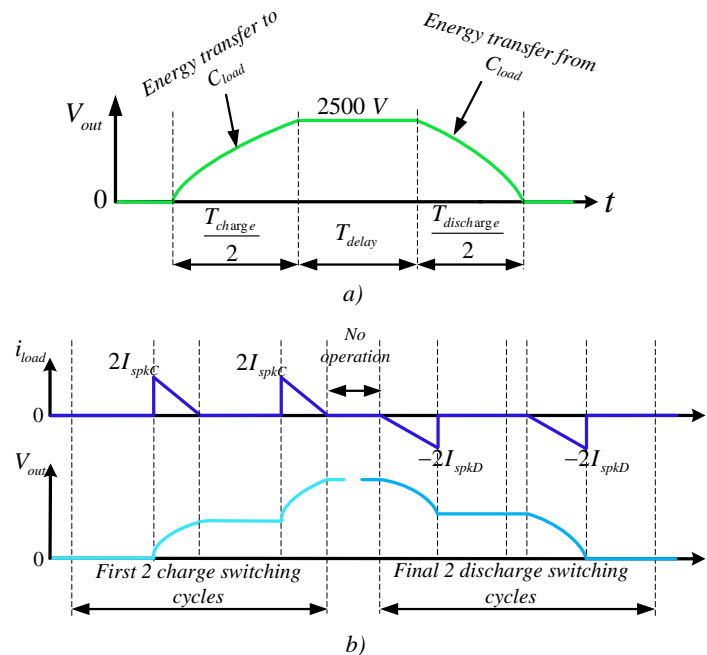 Energy transfer to
C_load
Energy transfer from
C_load
V_out
2500 V
0
t
T_charge
2
T_delay
T_discharge
2
a)
No
operation
i_load
2I_spkC
2I_spkC
0
−2I_spkD
−2I_spkD
V_out
0
First 2 charge switching
cycles
Final 2 discharge switching
cycles
b)